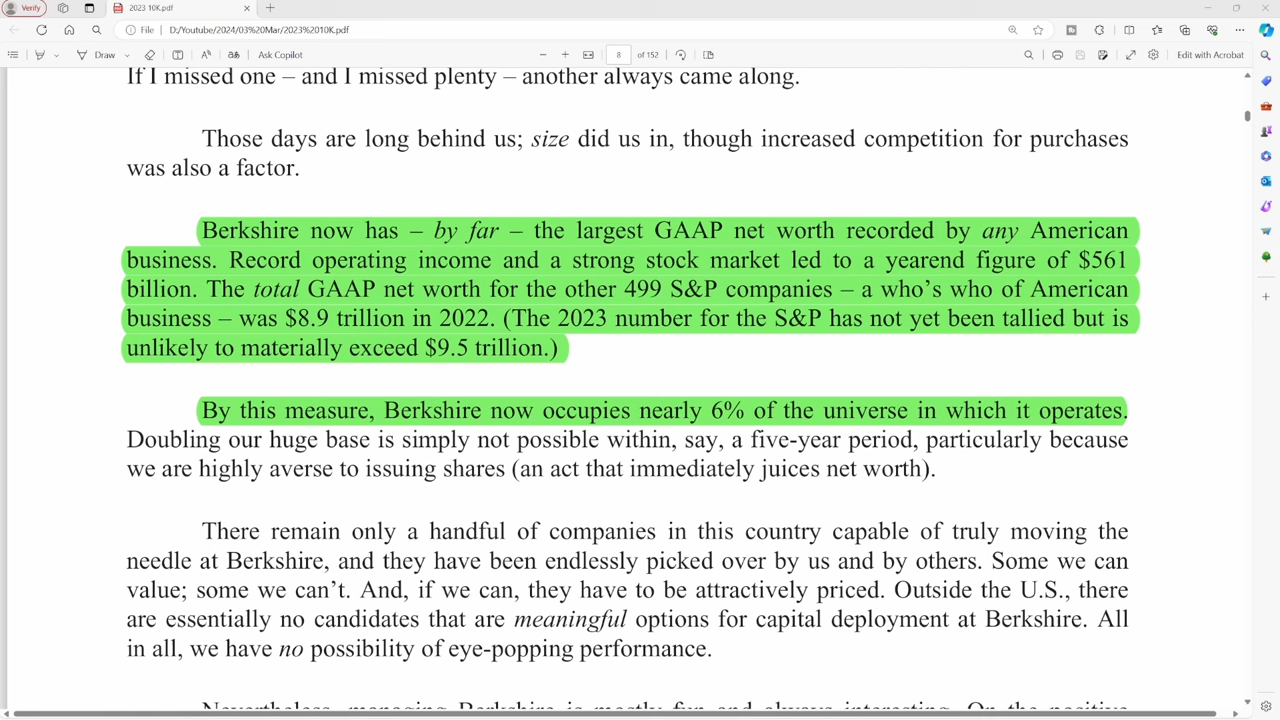 Verify
2023 10K.pdf
File
D:/Youtube/2024/03%20Mar/2023%2010K.pdf
Draw
Ask Copilot
8
of 152
Edit with Acrobat
If I missed one – and I missed plenty – another always came along.
Those days are long behind us; size did us in, though increased competition for purchases
was also a factor.
Berkshire now has – by far – the largest GAAP net worth recorded by any American
business. Record operating income and a strong stock market led to a yearend figure of $561
billion. The total GAAP net worth for the other 499 S&P companies – a who’s who of American
business – was $8.9 trillion in 2022. (The 2023 number for the S&P has not yet been tallied but is
unlikely to materially exceed $9.5 trillion.)
By this measure, Berkshire now occupies nearly 6% of the universe in which it operates.
Doubling our huge base is simply not possible within, say, a five-year period, particularly because
we are highly averse to issuing shares (an act that immediately juices net worth).
There remain only a handful of companies in this country capable of truly moving the
needle at Berkshire, and they have been endlessly picked over by us and by others. Some we can
value; some we can’t. And, if we can, they have to be attractively priced. Outside the U.S., there
are essentially no candidates that are meaningful options for capital deployment at Berkshire. All
in all, we have no possibility of eye-popping performance.
Nevertheless, managing Berkshire is mostly fun and always interesting. On the positive